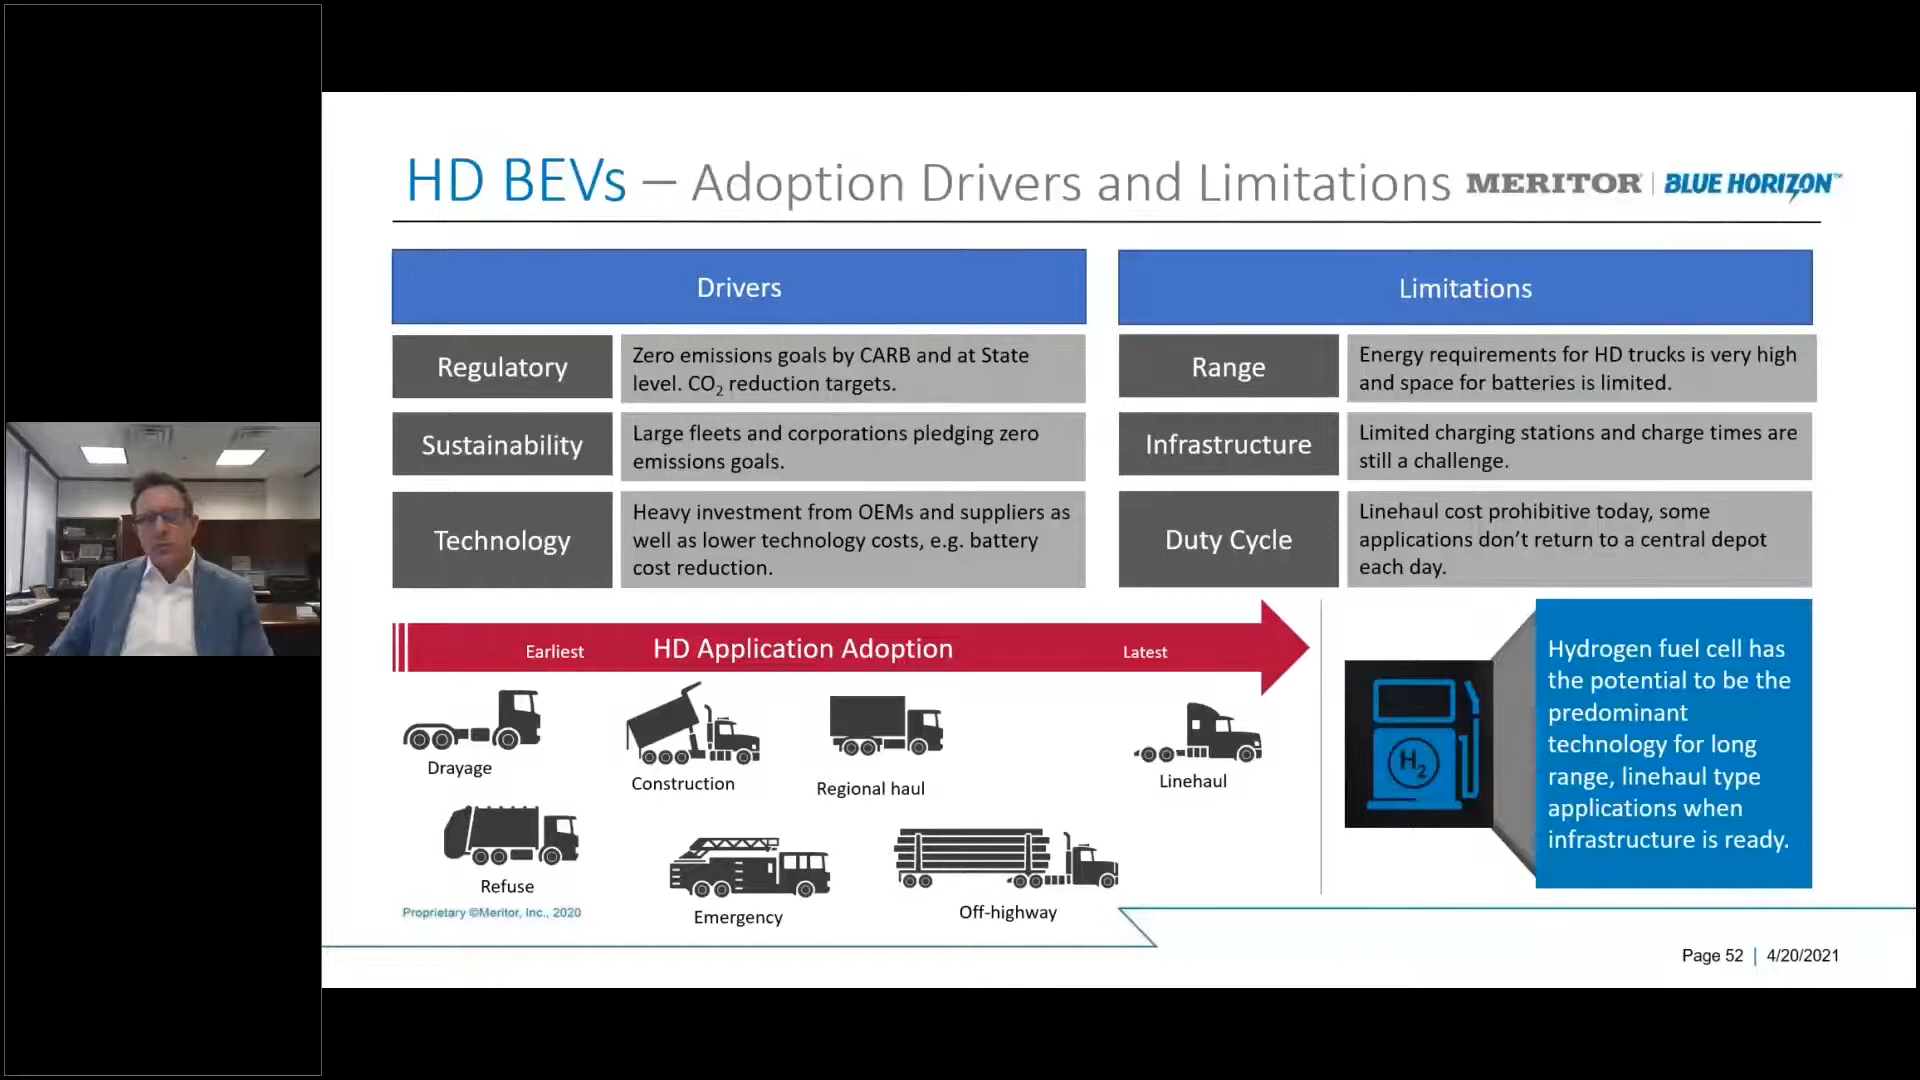 HD BEVs – Adoption Drivers and Limitations
MERITOR | BLUE HORIZON™
Drivers
Regulatory
Zero emissions goals by CARB and at State
level. CO₂ reduction targets.
Sustainability
Large fleets and corporations pledging zero
emissions goals.
Technology
Heavy investment from OEMs and suppliers as
well as lower technology costs, e.g. battery
cost reduction.
Limitations
Range
Energy requirements for HD trucks is very high
and space for batteries is limited.
Infrastructure
Limited charging stations and charge times are
still a challenge.
Duty Cycle
Linehaul cost prohibitive today, some
applications don't return to a central depot
each day.
Earliest HD Application Adoption Latest
Drayage
Construction
Regional haul
Linehaul
Refuse
Emergency
Off-highway
H₂
Hydrogen fuel cell has
the potential to be the
predominant
technology for long
range, linehaul type
applications when
infrastructure is ready.
Proprietary ©Meritor, Inc., 2020
Page 52 | 4/20/2021